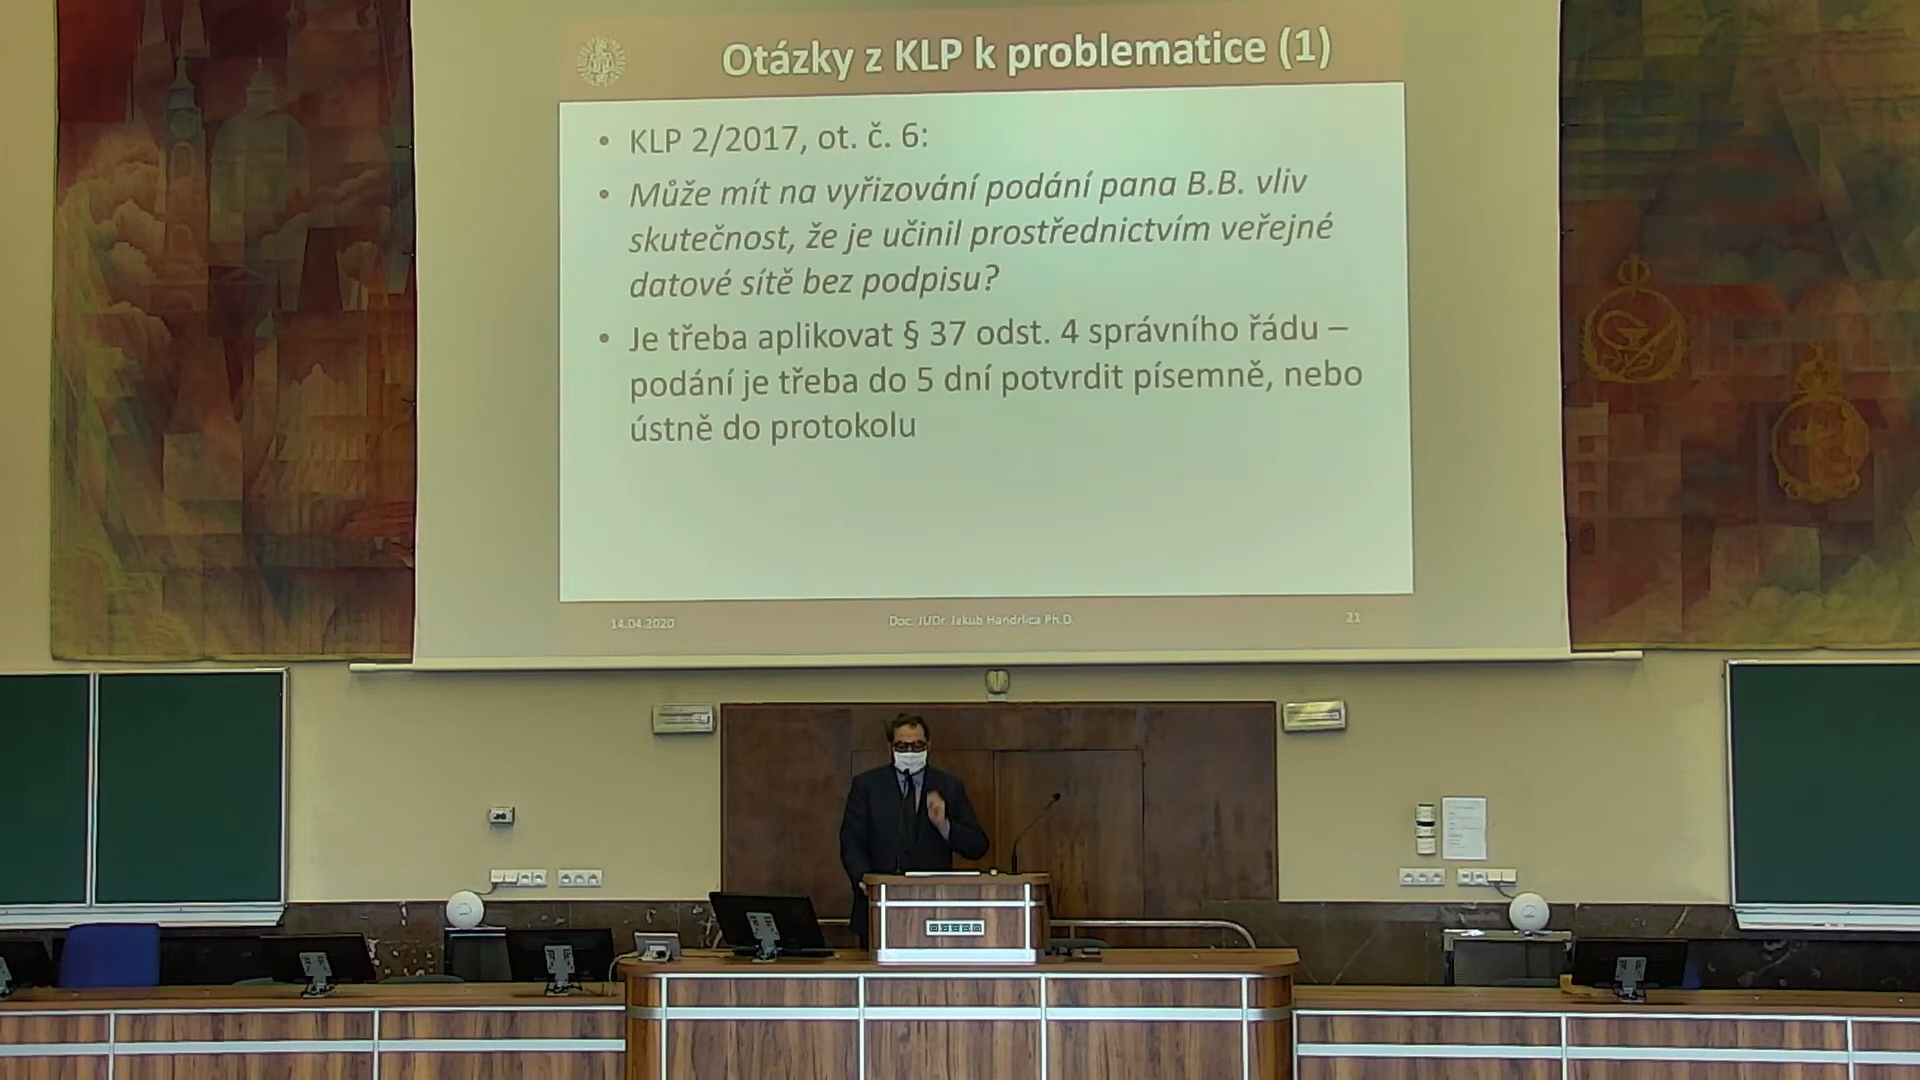 Otázky z KLP k problematice (1)
• KLP 2/2017, ot. č. 6:
• Může mít na vyřizování podání pana B.B. vliv
skutečnost, že je učinil prostřednictvím veřejné
datové sítě bez podpisu?
• Je třeba aplikovat § 37 odst. 4 správního řádu –
podání je třeba do 5 dní potvrdit písemně, nebo
ústně do protokolu
14.04.2020
Doc. JUDr. Jakub Handrlica Ph.D.
21